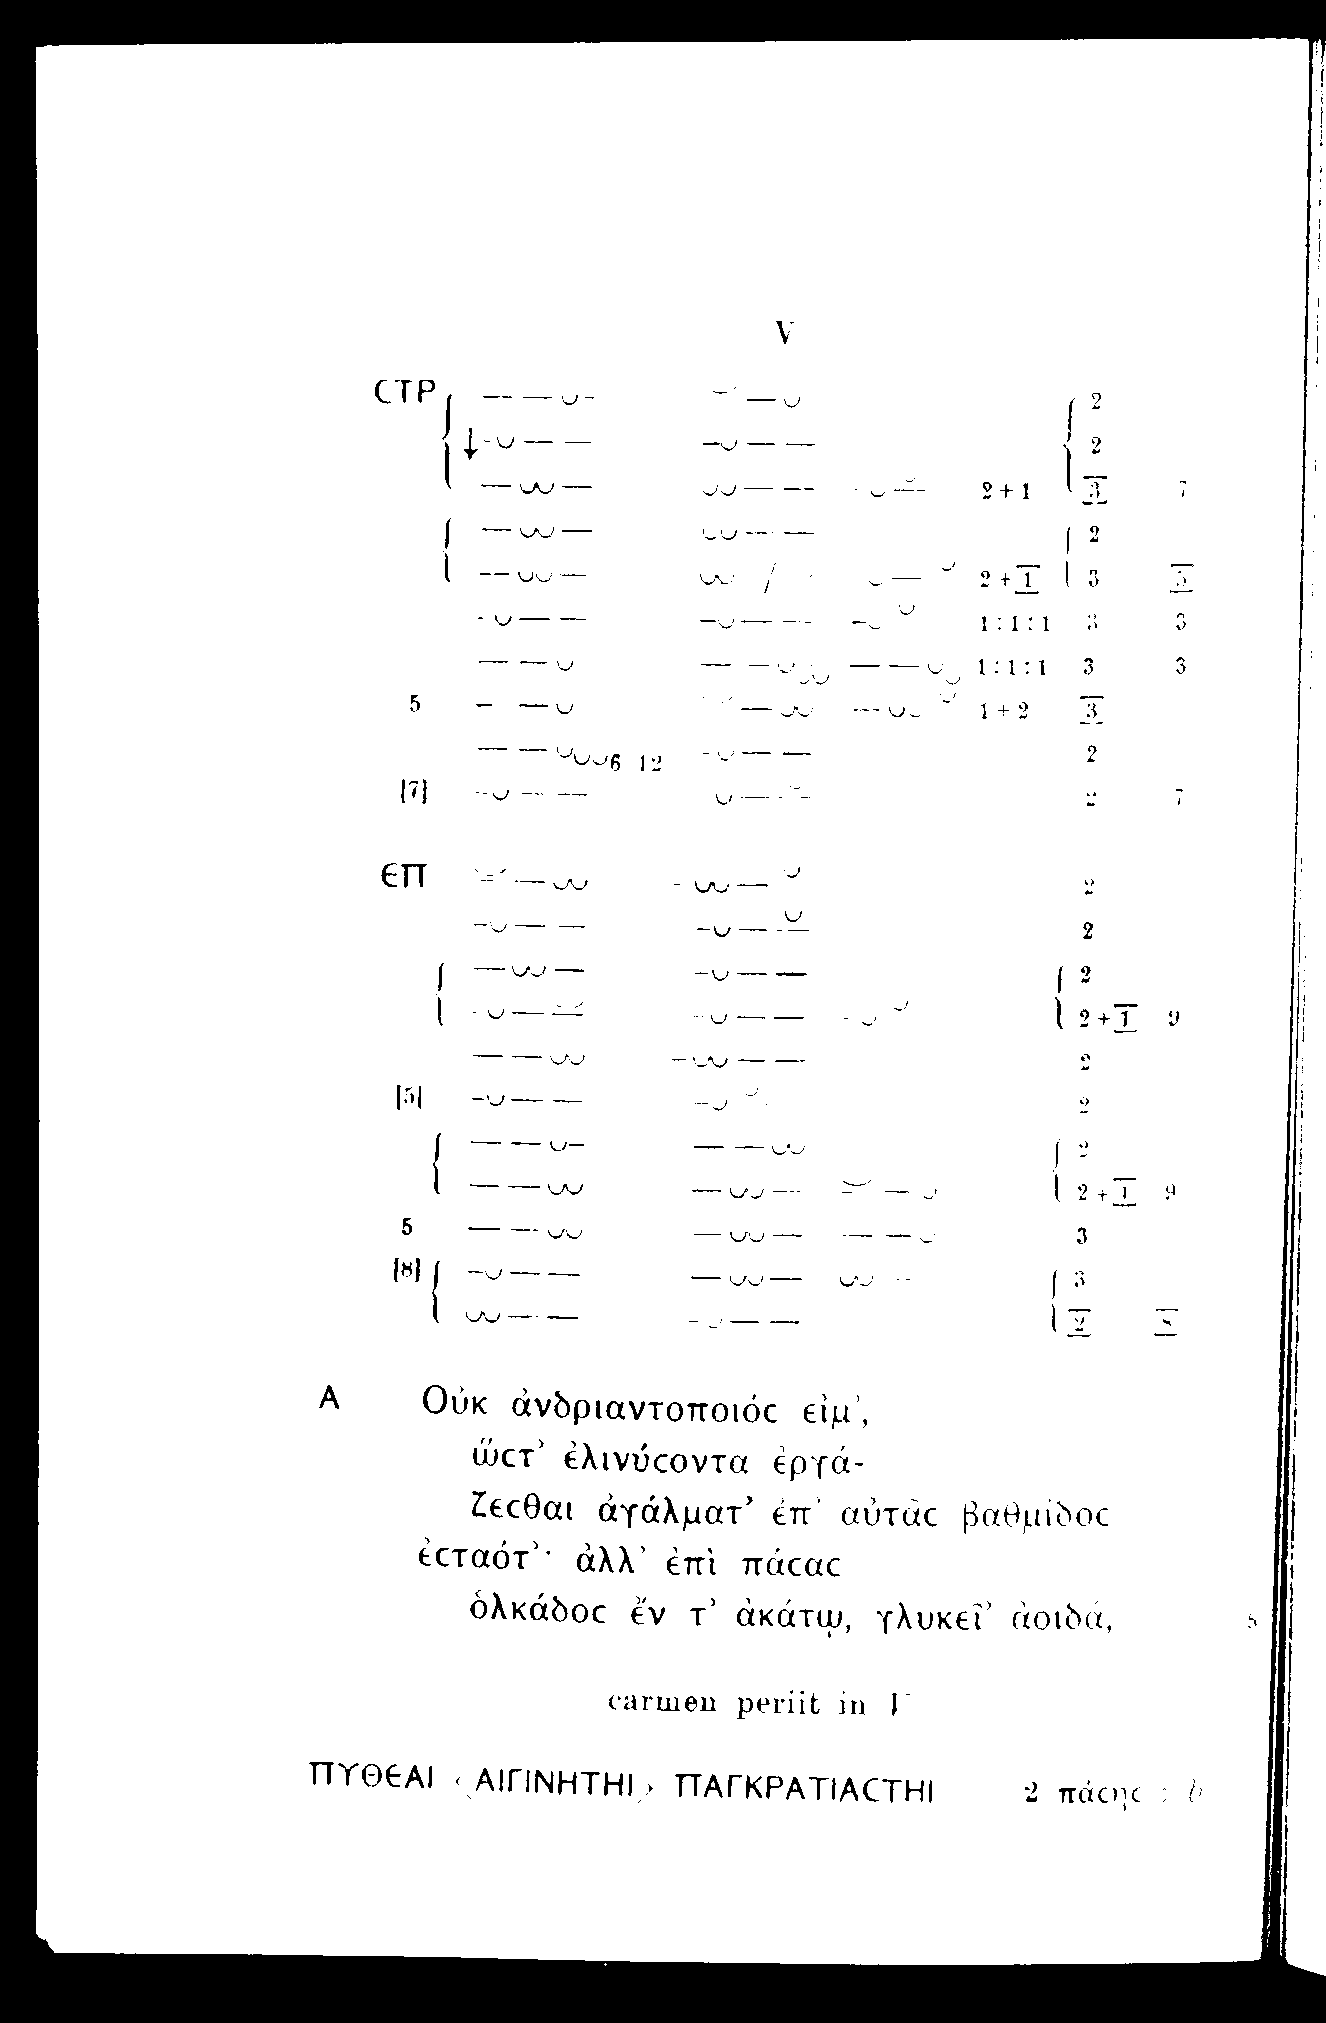 V
СΤΡ
2
2
2 + 1 3 7
2
2 + 1 3 5
1 : 1 : 1 3 3
1 : 1 : 1 3 3
5 1 + 2 3
6 12 2
[7] 2 7
ЄΠ 2
2
2
2 + 1 9
2
[5] 2
2
2 + 1 9
5 3
[8] 3
2 8
Α Οὐκ ἀνδριαντοποιόϲ εἰμ’,
ὥϲτ’ ἐλινύϲοντα ἐργά-
ζεϲθαι ἀγάλματ’ ἐπ’ αὐτᾶϲ βαθμίδοϲ
ἑϲταότ’· ἀλλ’ ἐπὶ πάϲαϲ
ὁλκάδοϲ ἔν τ’ ἀκάτῳ, γλυκεῖ’ ἀοιδά,
carmen periit in
ΠΥΘЄΑΙ ‹ΑΙΓΙΝΗΤΗΙ› ΠΑΓΚΡΑΤΙΑϹΤΗΙ 2 πάϲηϲ : b